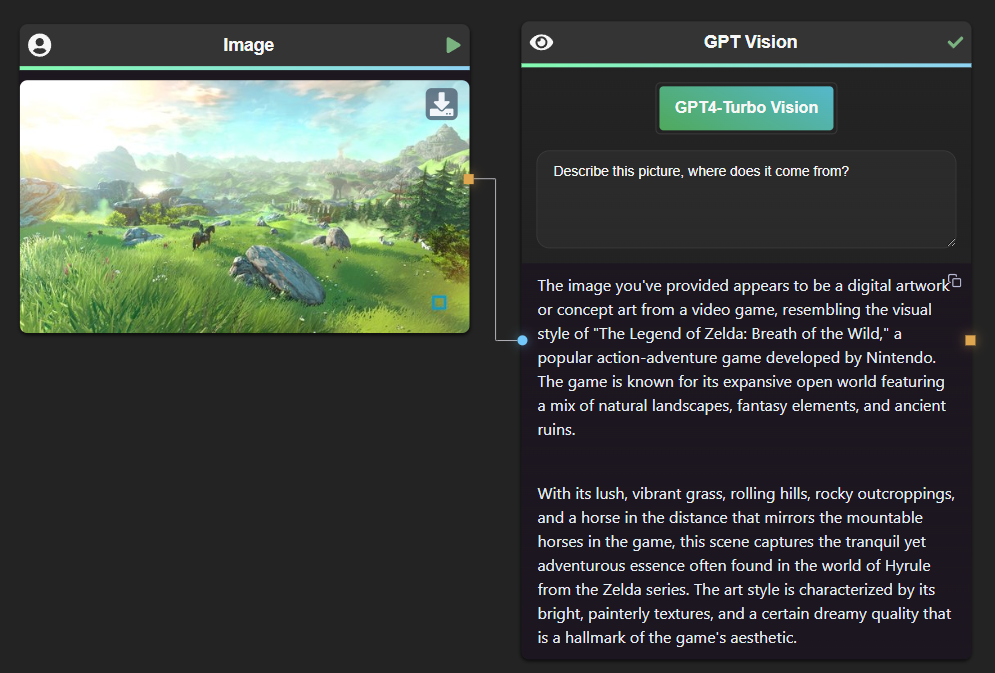 Image
GPT Vision
GPT4-Turbo Vision
Describe this picture, where does it come from?
The image you've provided appears to be a digital artwork
or concept art from a video game, resembling the visual
style of "The Legend of Zelda: Breath of the Wild," a
popular action-adventure game developed by Nintendo.
The game is known for its expansive open world featuring
a mix of natural landscapes, fantasy elements, and ancient
ruins.
With its lush, vibrant grass, rolling hills, rocky outcroppings,
and a horse in the distance that mirrors the mountable
horses in the game, this scene captures the tranquil yet
adventurous essence often found in the world of Hyrule
from the Zelda series. The art style is characterized by its
bright, painterly textures, and a certain dreamy quality that
is a hallmark of the game's aesthetic.